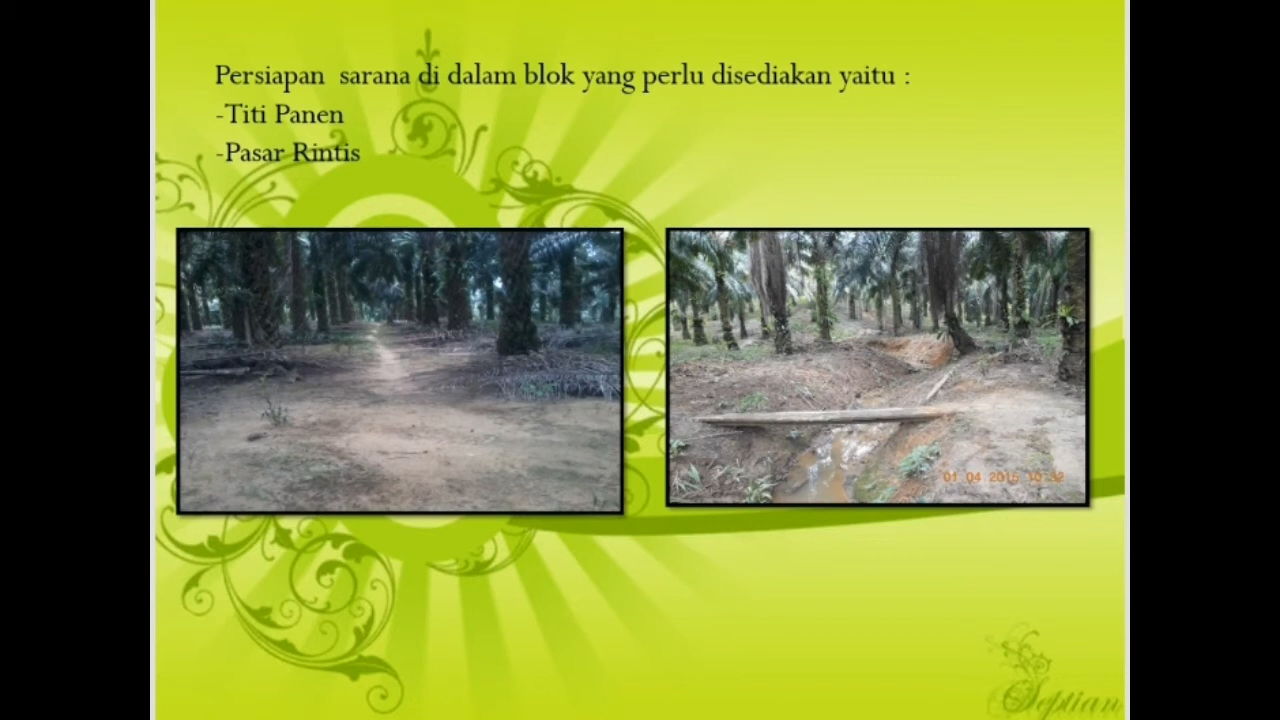 Persiapan sarana di dalam blok yang perlu disediakan yaitu :
-Titi Panen
-Pasar Rintis
01 04 2015 10:32
Septian